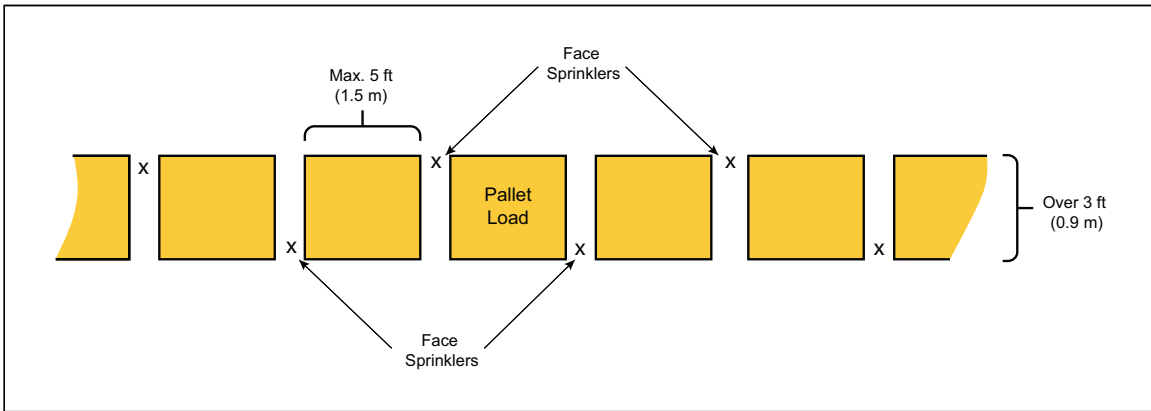 Face
Sprinklers
Max. 5 ft
(1.5 m)
x
x
x
Pallet
Load
Over 3 ft
(0.9 m)
x
x
x
Face
Sprinklers